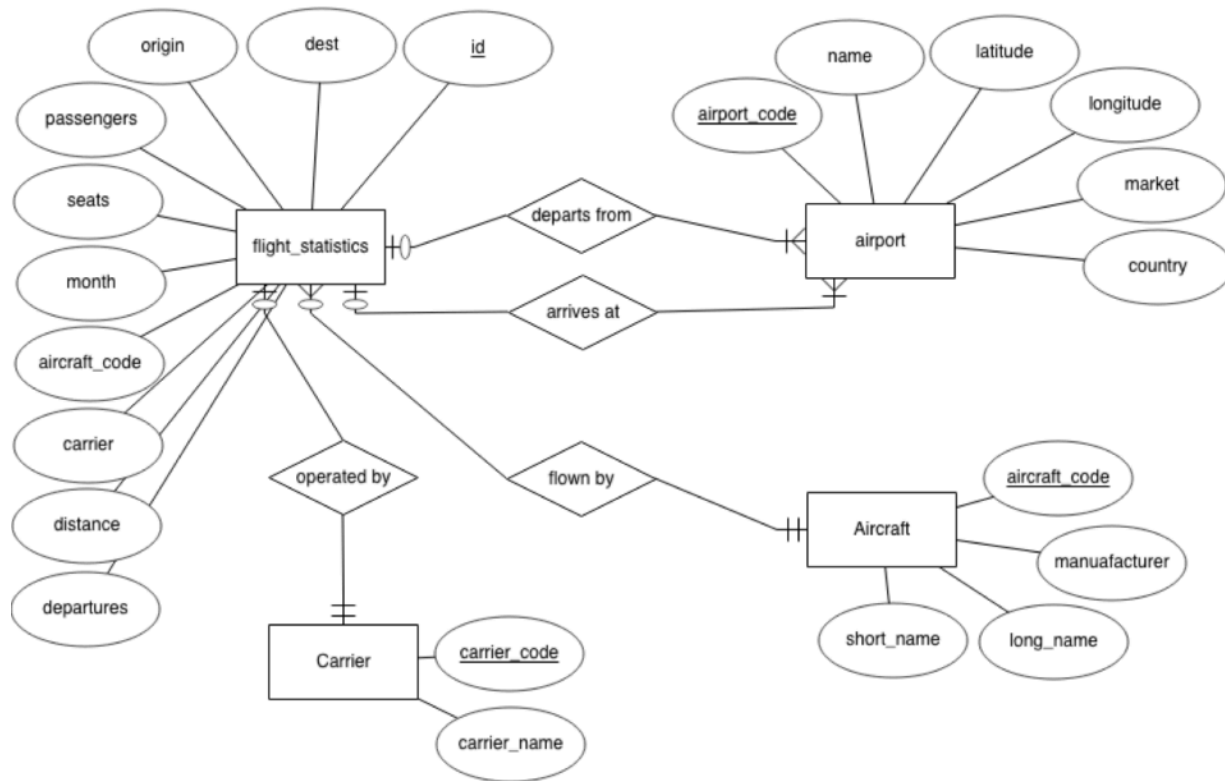 origin
dest
id
name
latitude
passengers
airport_code
longitude
seats
market
departs from
flight_statistics
airport
month
country
arrives at
aircraft_code
carrier
operated by
flown by
aircraft_code
distance
Aircraft
manuafacturer
departures
short_name
long_name
Carrier
carrier_code
carrier_name